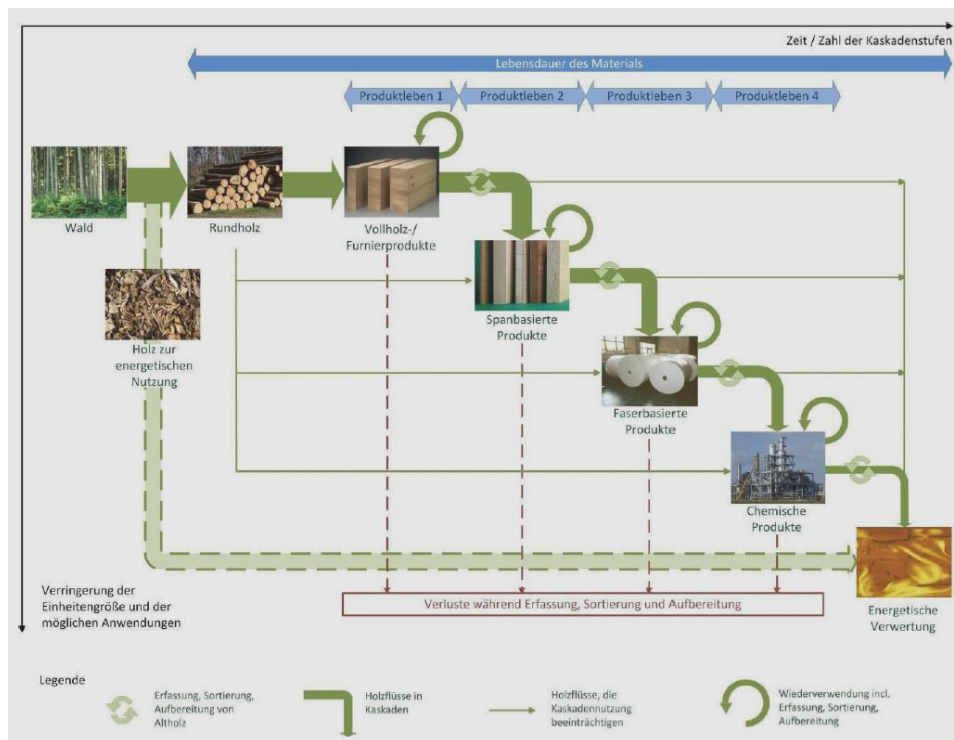 Zeit / Zahl der Kaskadenstufen
Lebensdauer des Materials
Produktleben 1
Produktleben 2
Produktleben 3
Produktleben 4
Wald
Rundholz
Vollholz-/
Furnierprodukte
Holz zur
energetischen
Nutzung
Spanbasierte
Produkte
Faserbasierte
Produkte
Chemische
Produkte
Energetische
Verwertung
Verringerung der
Einheitengröße und der
möglichen Anwendungen
Verluste während Erfassung, Sortierung und Aufbereitung
Legende
Erfassung, Sortierung,
Aufbereitung von
Altholz
Holzflüsse in
Kaskaden
Holzflüsse, die
Kaskadennutzung
beeinträchtigen
Wiederverwendung incl.
Erfassung, Sortierung,
Aufbereitung